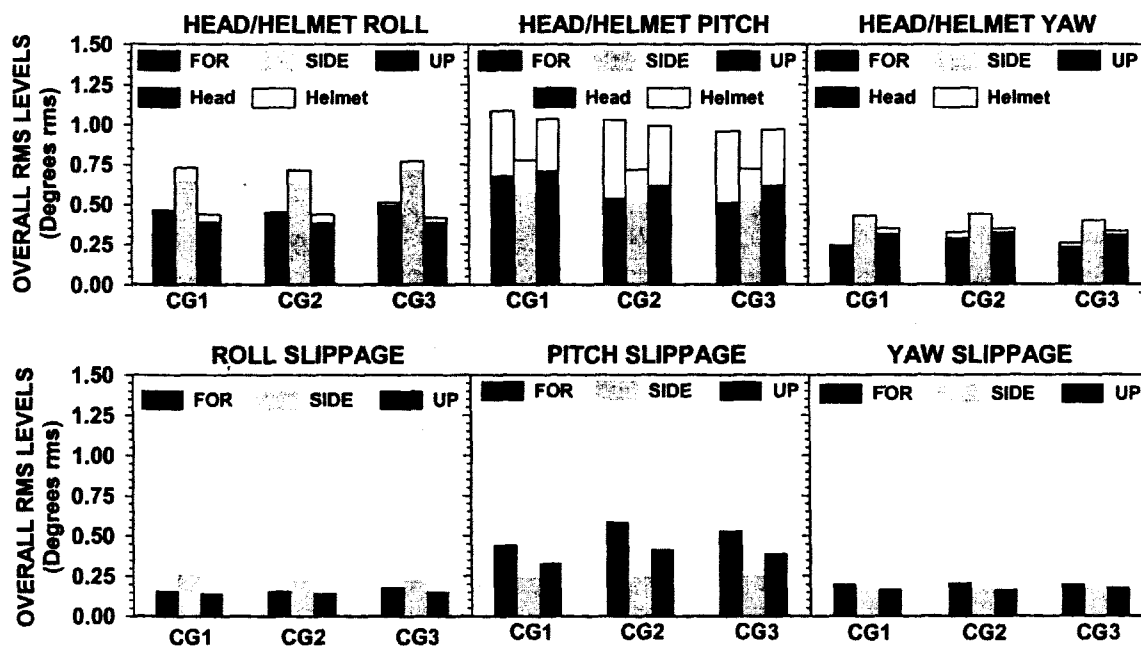 HEAD/HELMET ROLL HEAD/HELMET PITCH HEAD/HELMET YAW
OVERALL RMS LEVELS
(Degrees rms)
1.50
1.25
1.00
0.75
0.50
0.25
0.00
FOR SIDE UP
Head Helmet
CG1 CG2 CG3
FOR SIDE UP
Head Helmet
CG1 CG2 CG3
FOR SIDE UP
Head Helmet
CG1 CG2 CG3
ROLL SLIPPAGE PITCH SLIPPAGE YAW SLIPPAGE
OVERALL RMS LEVELS
(Degrees rms)
1.50
1.25
1.00
0.75
0.50
0.25
0.00
FOR SIDE UP
CG1 CG2 CG3
FOR SIDE UP
CG1 CG2 CG3
FOR SIDE UP
CG1 CG2 CG3